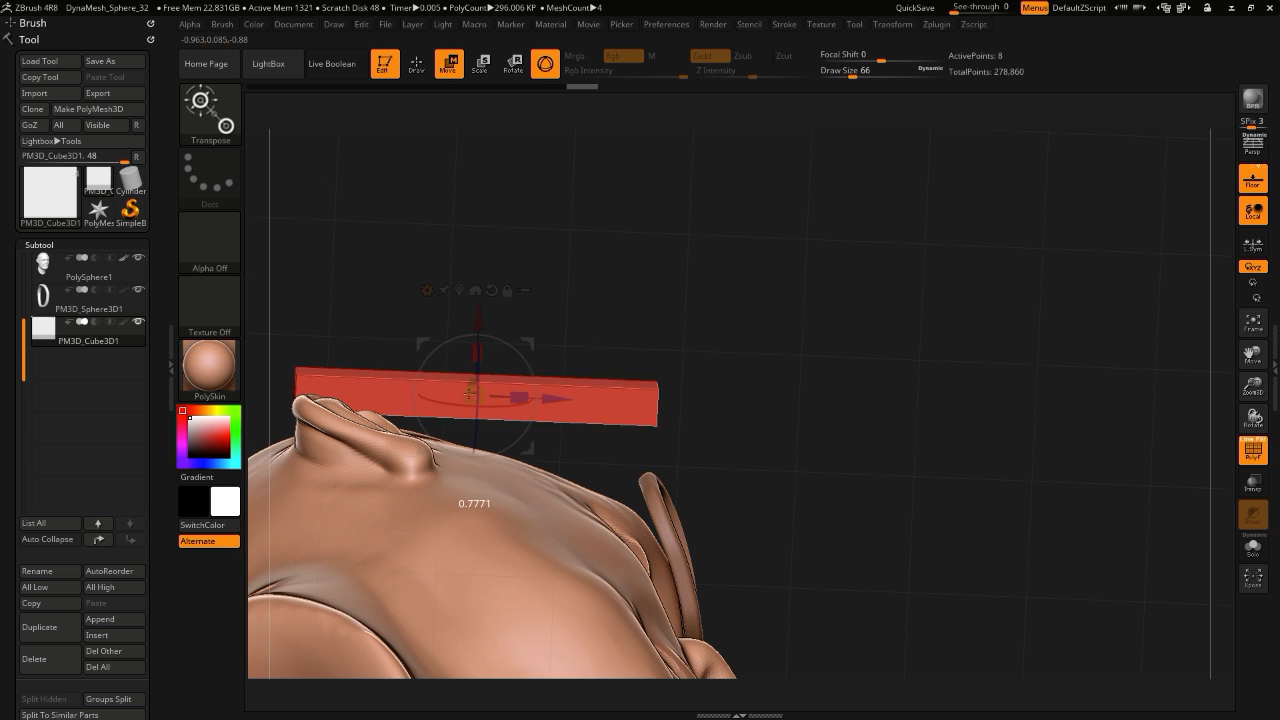 ZBrush 4R8 DynaMesh_Sphere_32 • Free Mem 22.831GB • Active Mem 1321 • Scratch Disk 48 • Timer▶0.005 • PolyCount▶296.006 KP • MeshCount▶4 QuickSave See-through 0 Menus DefaultZScript
Brush
Alpha Brush Color Document Draw Edit File Layer Light Macro Marker Material Movie Picker Preferences Render Stencil Stroke Texture Tool Transform Zplugin Zscript
Tool
-0.963,0.085,-0.88
Load Tool Save As
Copy Tool Paste Tool
Import Export
Clone Make PolyMesh3D
GoZ All Visible R
Lightbox▶Tools
PM3D_Cube3D1. 48 R
PM3D_C Cylinder
PM3D_Cube3D1 PolyMes SimpleB
Home Page LightBox Live Boolean Edit Draw Move Scale Rotate
Mrgb Rgb M
Rgb Intensity
Zadd Zsub Zcut
Z Intensity
Focal Shift 0
Draw Size 66 Dynamic
ActivePoints: 8
TotalPoints: 278,860
Subtool
PolySphere1
PM3D_Sphere3D1
PM3D_Cube3D1
List All
Auto Collapse
Rename AutoReorder
All Low All High
Copy Paste
Duplicate Append
Insert
Delete Del Other
Del All
Split Hidden Groups Split
Split To Similar Parts
Transpose
Dots
Alpha Off
Texture Off
PolySkin
Gradient
SwitchColor
Alternate
0.7771
BPR
SPix 3
Dynamic
Persp
Floor
Local
L.Sym
XYZ
Frame
Move
Zoom3D
Rotate
Line Fill
PolyF
Transp
Dynamic
Solo
Xpose